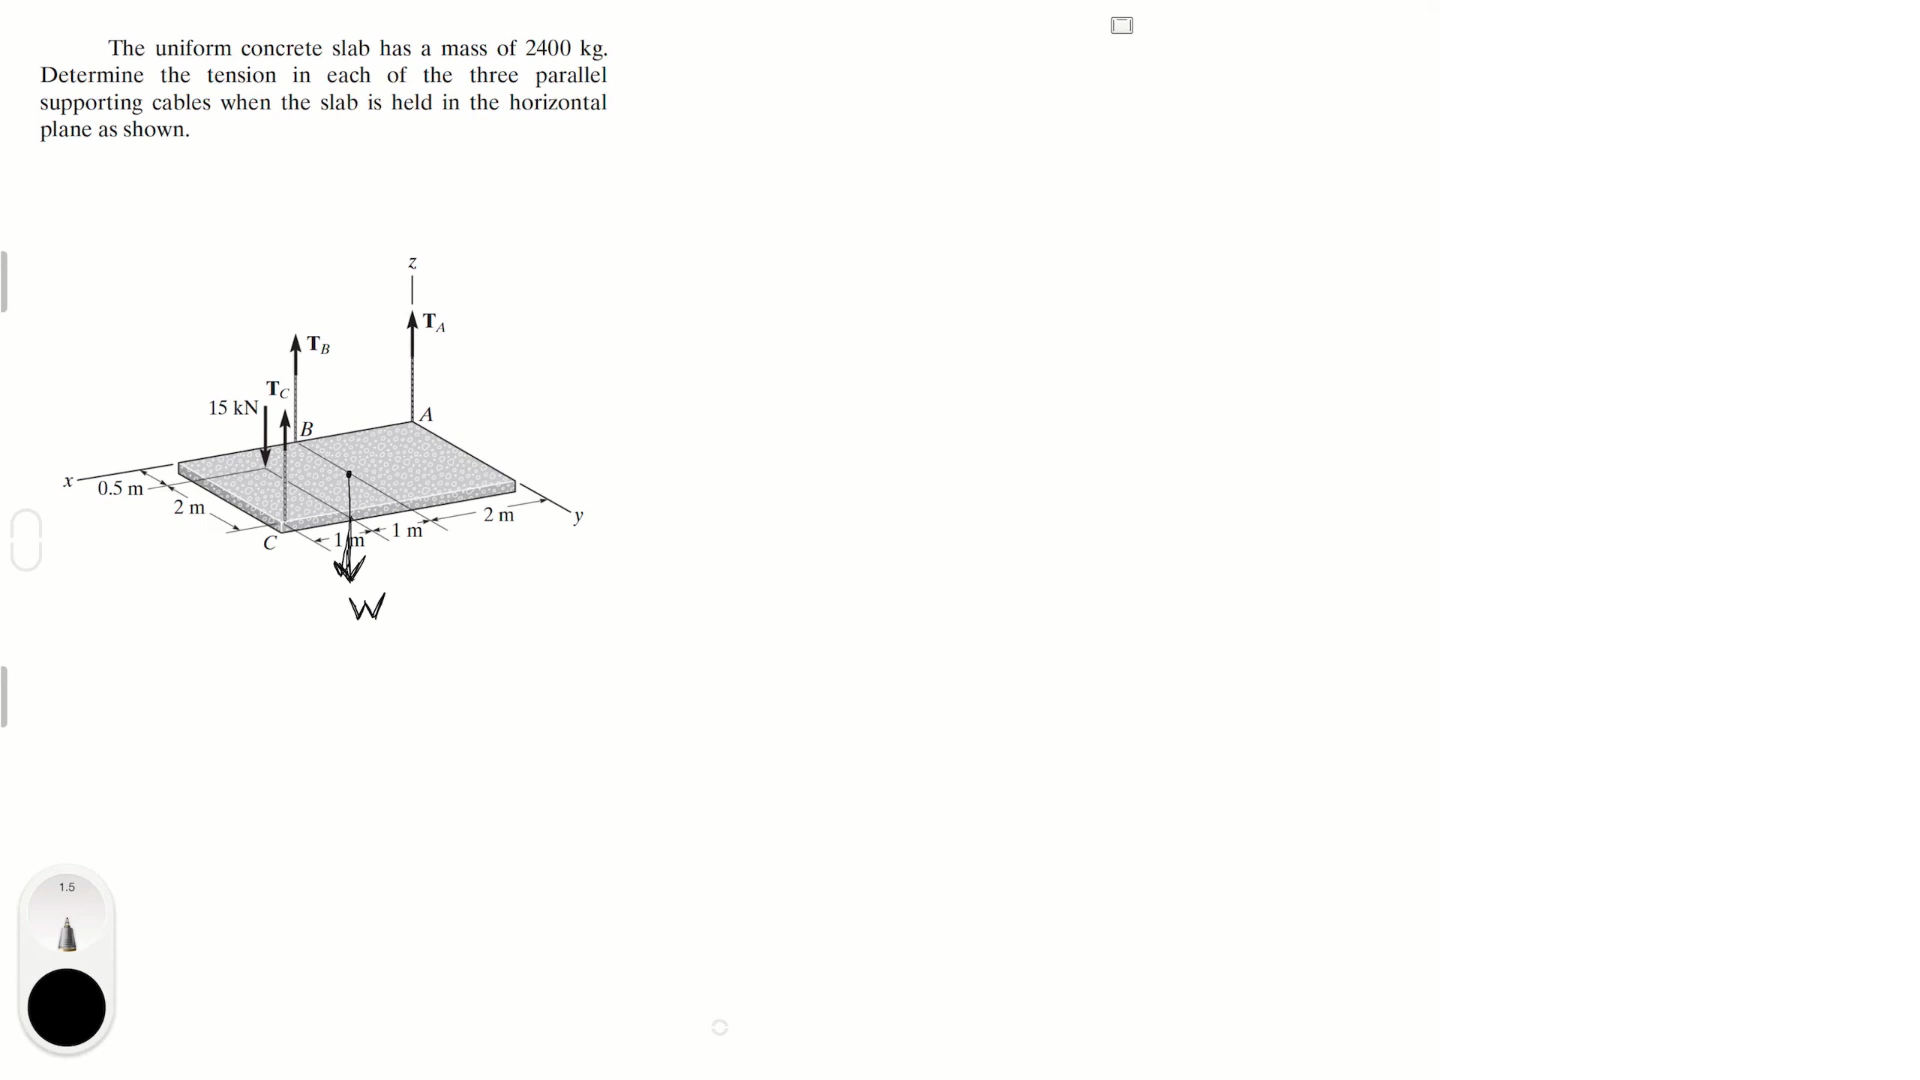 The uniform concrete slab has a mass of 2400 kg.
Determine the tension in each of the three parallel
supporting cables when the slab is held in the horizontal
plane as shown.
z
T_A
T_B
T_C
15 kN
A
B
x
0.5 m
2 m
2 m
y
1 m
1 m
C
W
1.5